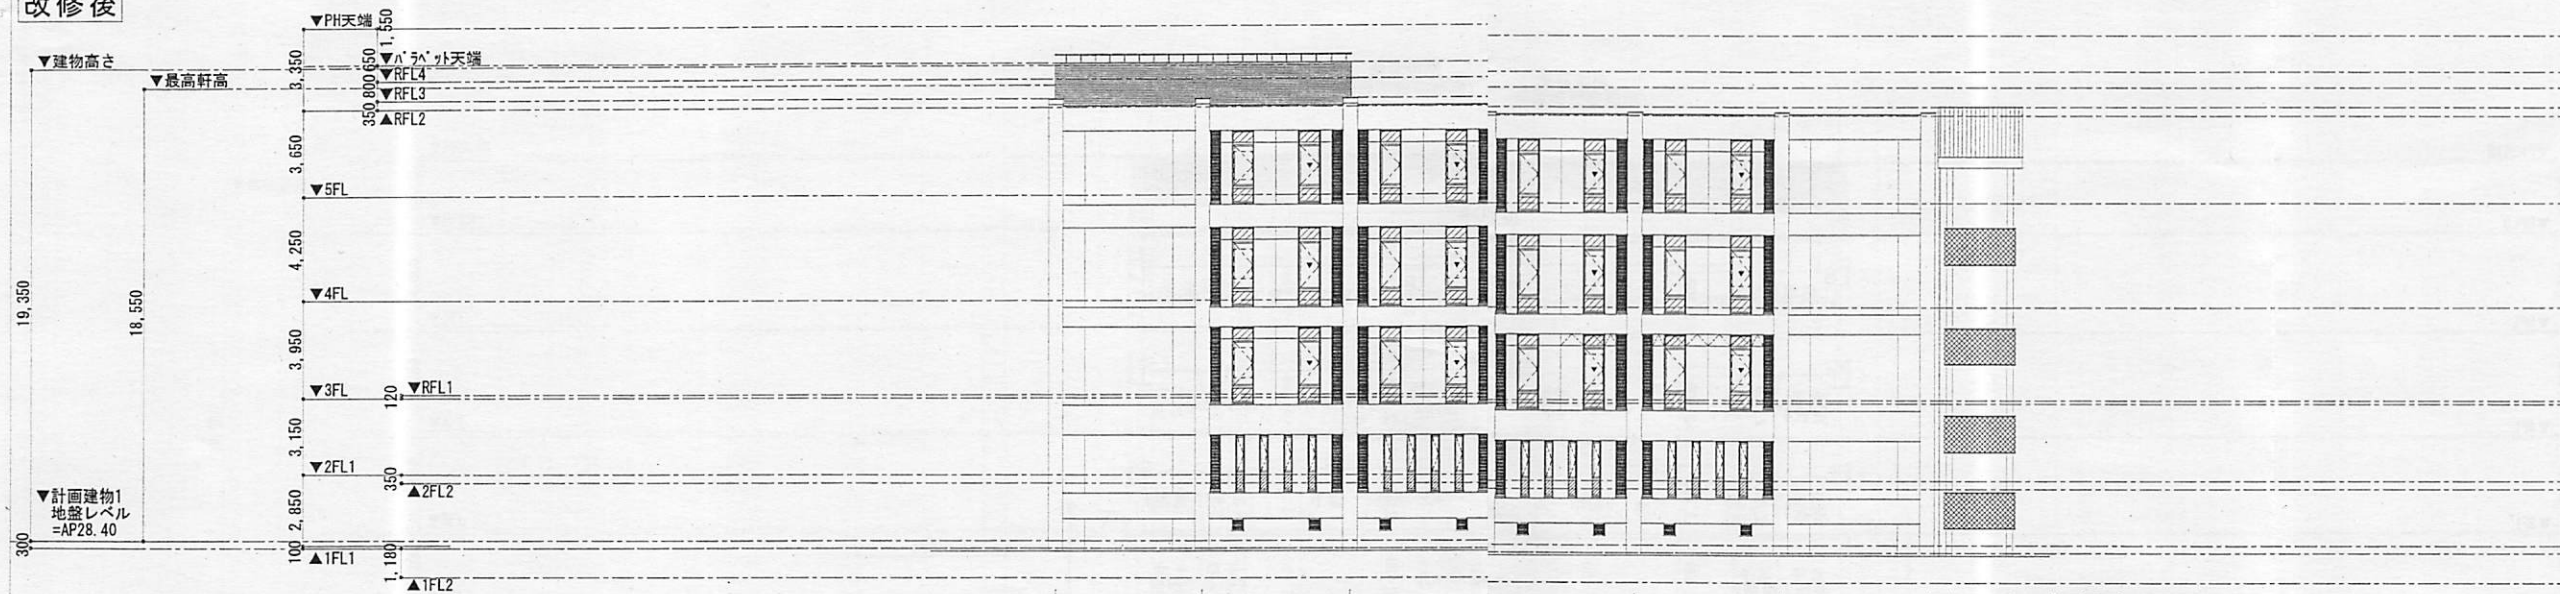 改修後
▼PH天端
1,550
▼建物高さ
3,350
650
▼パラペット天端
▼最高軒高
800
▼RFL4
▼RFL3
350
▲RFL2
3,650
▼5FL
4,250
19,350
18,550
▼4FL
3,950
▼3FL
120
▼RFL1
3,150
▼2FL1
350
▲2FL2
▼計画建物1
地盤レベル
=AP28.40
2,850
300
100
▲1FL1
1,180
▲1FL2